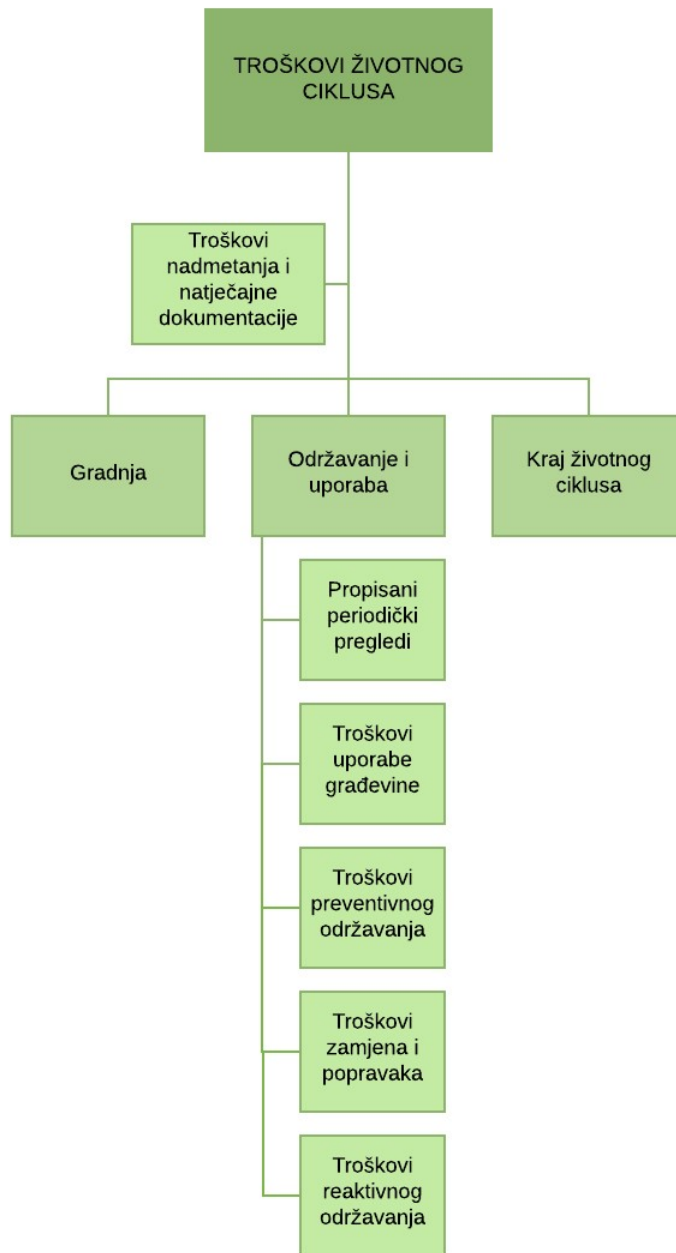 TROŠKOVI ŽIVOTNOG
CIKLUSA
Troškovi
nadmetanja i
natječajne
dokumentacije
Gradnja
Održavanje i
uporaba
Kraj životnog
ciklusa
Propisani
periodički
pregledi
Troškovi
uporabe
građevine
Troškovi
preventivnog
održavanja
Troškovi
zamjena i
popravaka
Troškovi
reaktivnog
održavanja